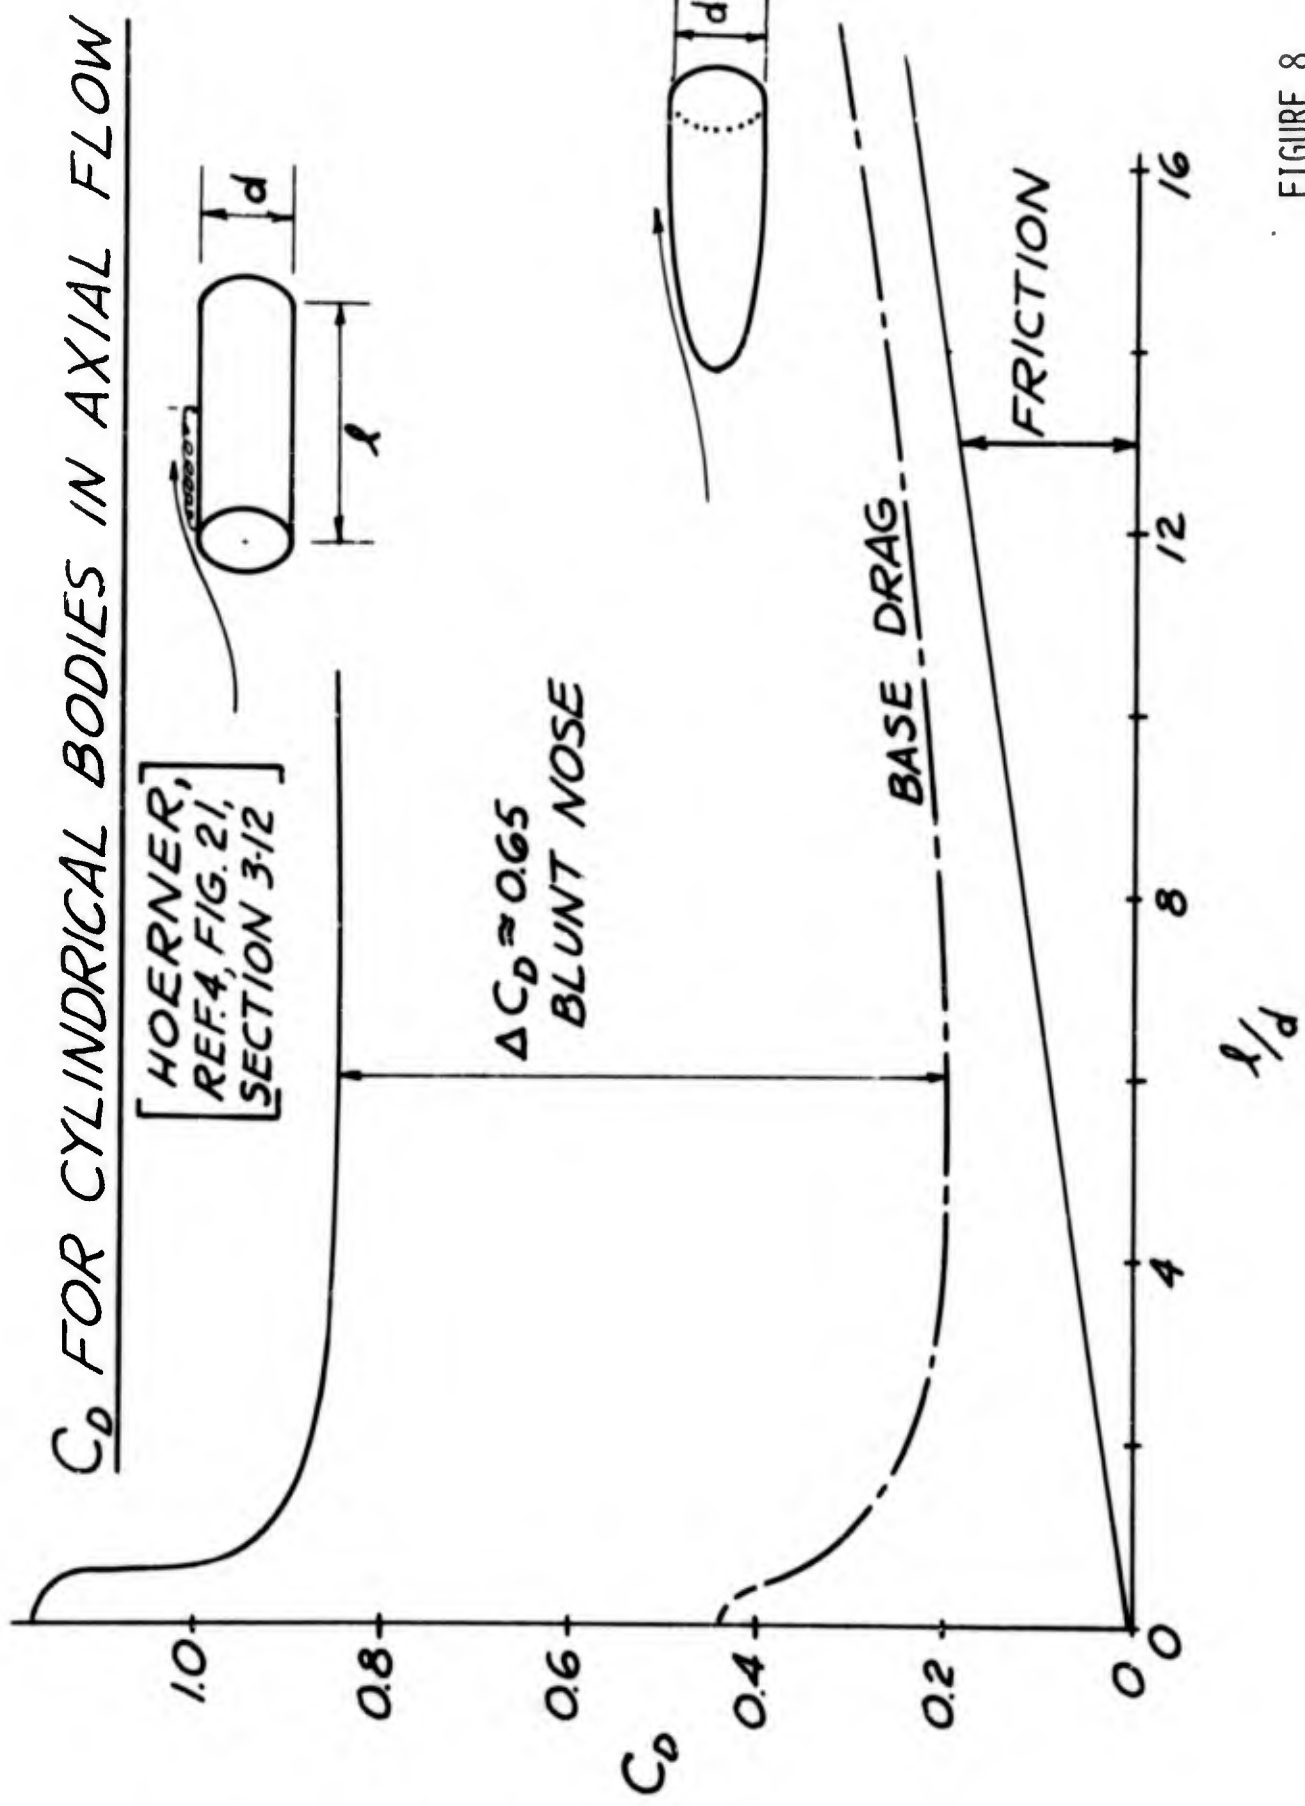 C_D FOR CYLINDRICAL BODIES IN AXIAL FLOW
[HOERNER,
REF.4, FIG. 21,
SECTION 3-12]
d
l
d
ΔC_D ≈ 0.65
BLUNT NOSE
BASE DRAG
FRICTION
C_D
1.0
0.8
0.6
0.4
0.2
0
0
4
8
12
16
l/d
FIGURE 8